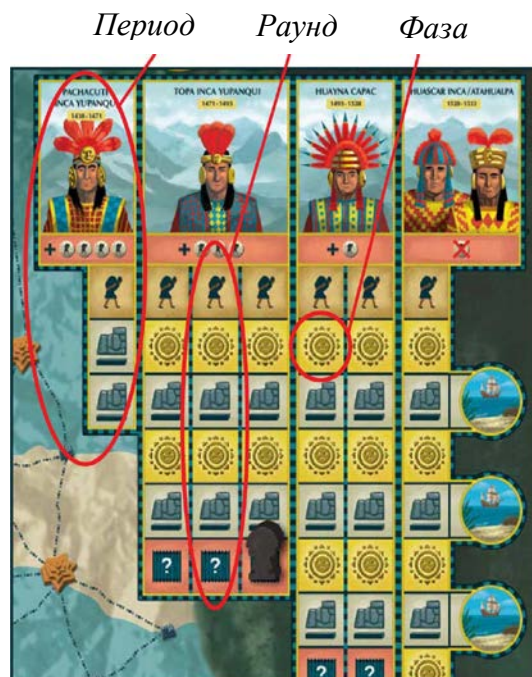 Период Раунд Фаза
PACHACUTI INCA YUPANQUI
1438-1471
TOPA INCA YUPANQUI
1471-1493
HUAYNA CAPAC
1493-1528
HUASCAR INCA/ATAHUALPA
1528-1533
+
+
+
? ?
? ?